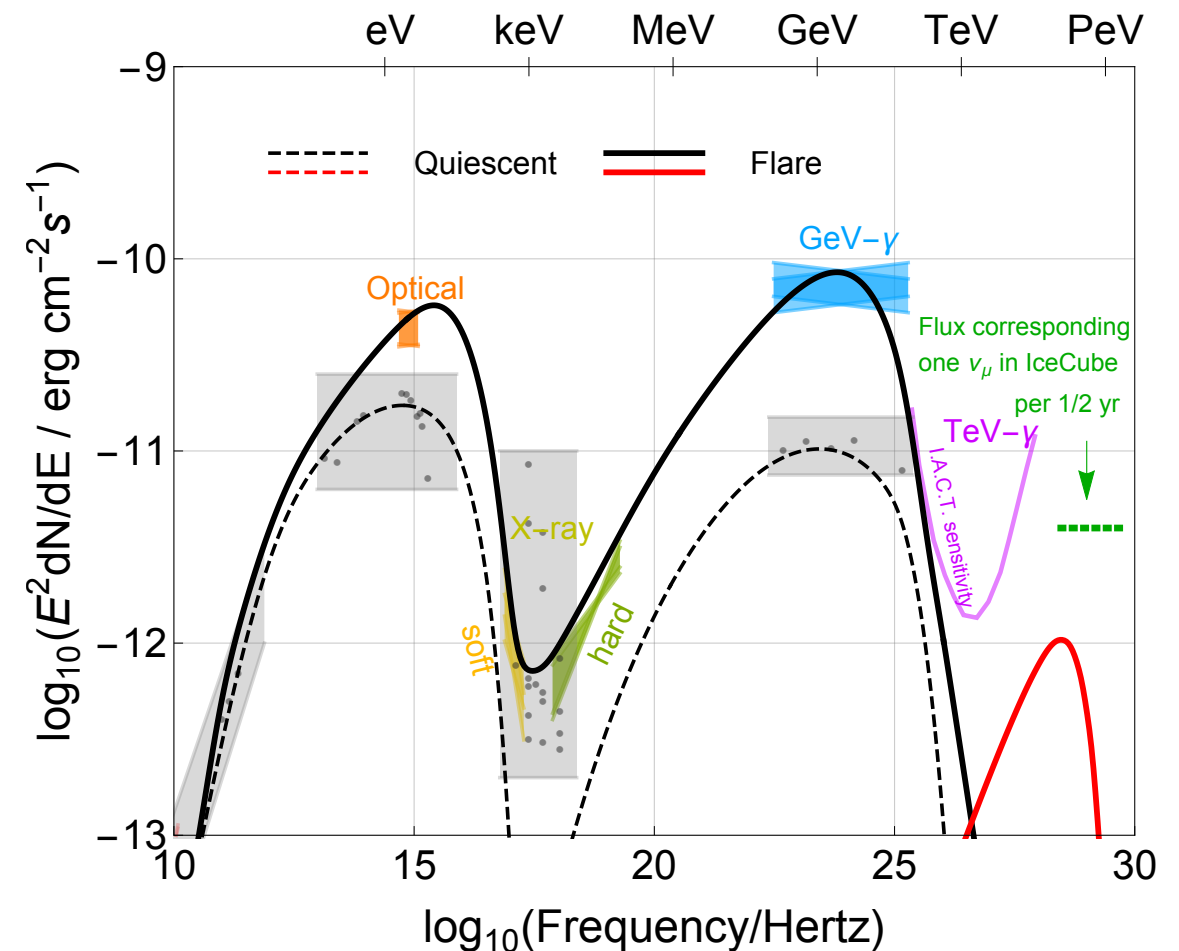 eV keV MeV GeV TeV PeV
−9
Quiescent Flare
−10
GeV−γ
Optical
Flux corresponding
one ν_μ in IceCube
per 1/2 yr
−11
TeV−γ
I.A.C.T. sensitivity
X−ray
−12
soft
hard
−13
10 15 20 25 30
log₁₀(Frequency/Hertz)
log₁₀(E²dN/dE / erg cm⁻²s⁻¹)